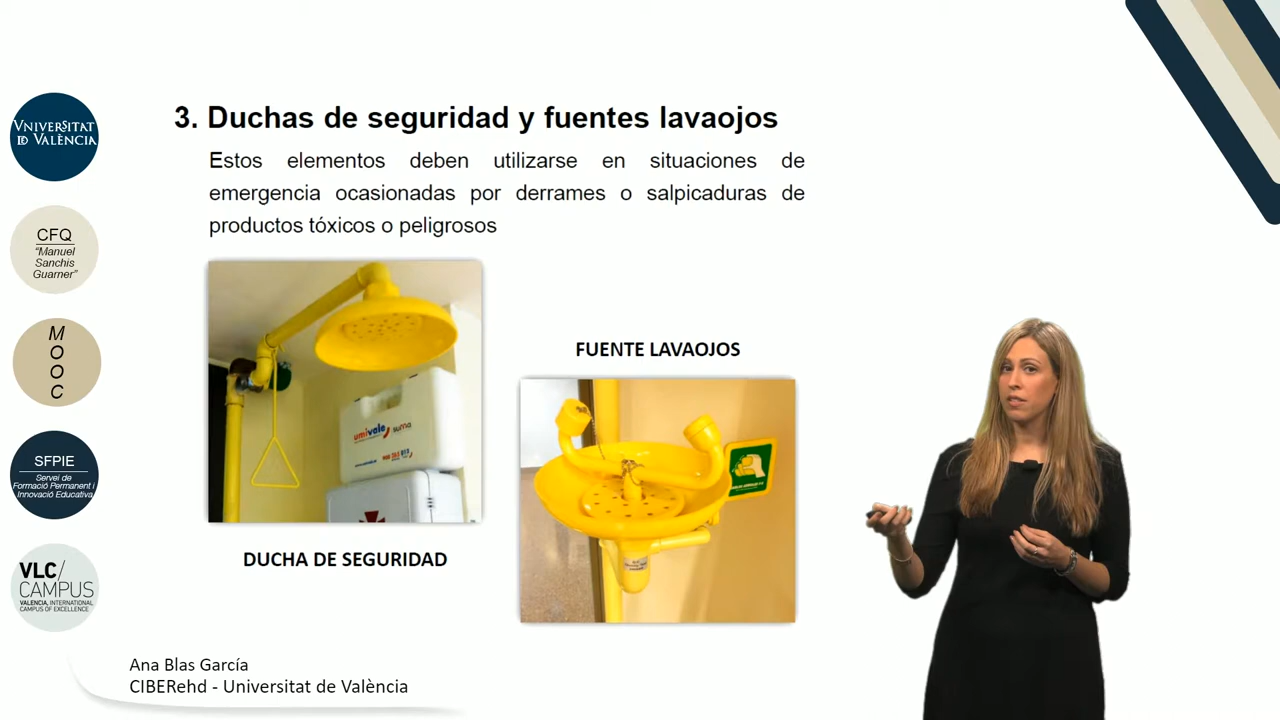 VNIVERSITAT
ID VALÈNCIA
CFQ
“Manuel
Sanchis
Guarner”
M
O
O
C
SFPIE
Servei de
Formació Permanent i
Innovació Educativa
VLC/
CAMPUS
VALENCIA, INTERNATIONAL
CAMPUS OF EXCELLENCE
3. Duchas de seguridad y fuentes lavaojos
Estos elementos deben utilizarse en situaciones de
emergencia ocasionadas por derrames o salpicaduras de
productos tóxicos o peligrosos
umivale suma
DUCHA DE SEGURIDAD
FUENTE LAVAOJOS
Ana Blas García
CIBERehd - Universitat de València